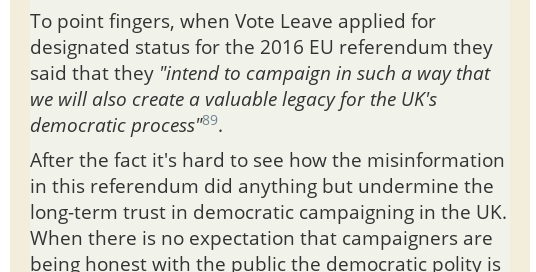 To point fingers, when Vote Leave applied for
designated status for the 2016 EU referendum they
said that they "intend to campaign in such a way that
we will also create a valuable legacy for the UK's
democratic process"89.
After the fact it's hard to see how the misinformation
in this referendum did anything but undermine the
long-term trust in democratic campaigning in the UK.
When there is no expectation that campaigners are
being honest with the public the democratic polity is